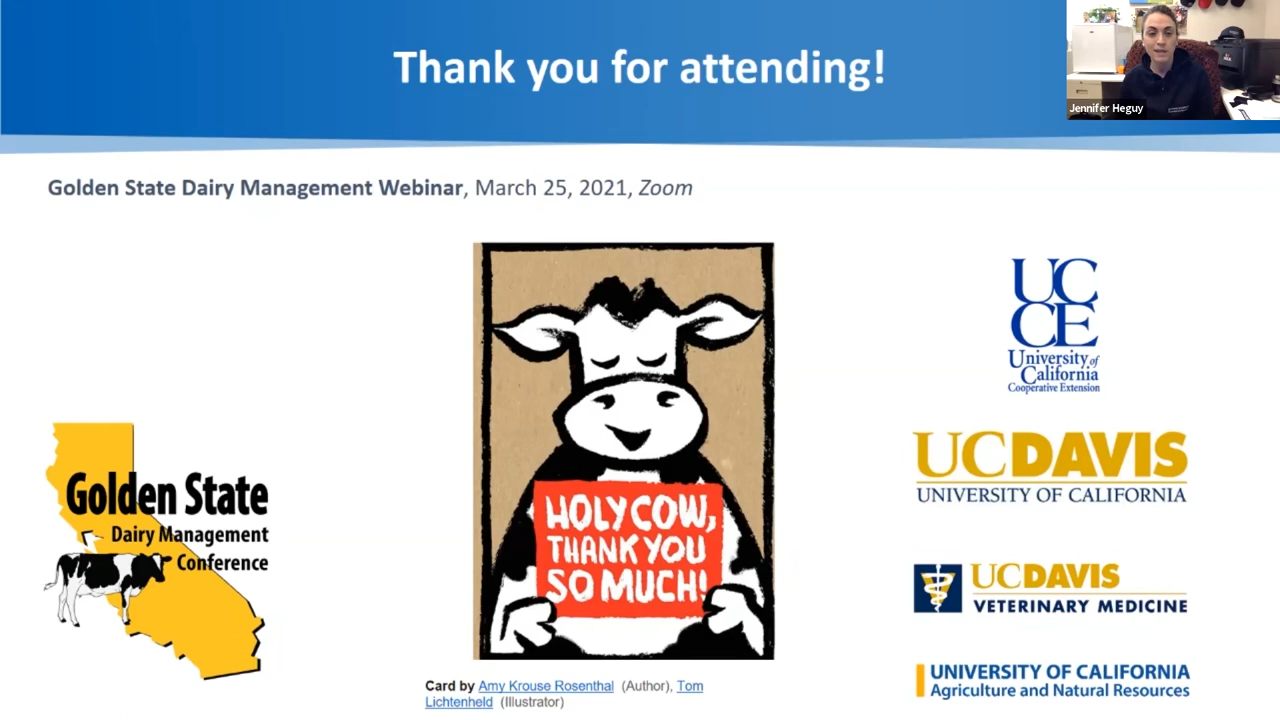 Thank you for attending!
Jennifer Heguy
Golden State Dairy Management Webinar, March 25, 2021, Zoom
HOLY COW,
THANK YOU
SO MUCH!
Card by Amy Krouse Rosenthal (Author), Tom
Lichtenheld (Illustrator)
Golden State
Dairy Management
Conference
UC
CE
University of
California
Cooperative Extension
UCDAVIS
UNIVERSITY OF CALIFORNIA
UCDAVIS
VETERINARY MEDICINE
UNIVERSITY OF CALIFORNIA
Agriculture and Natural Resources